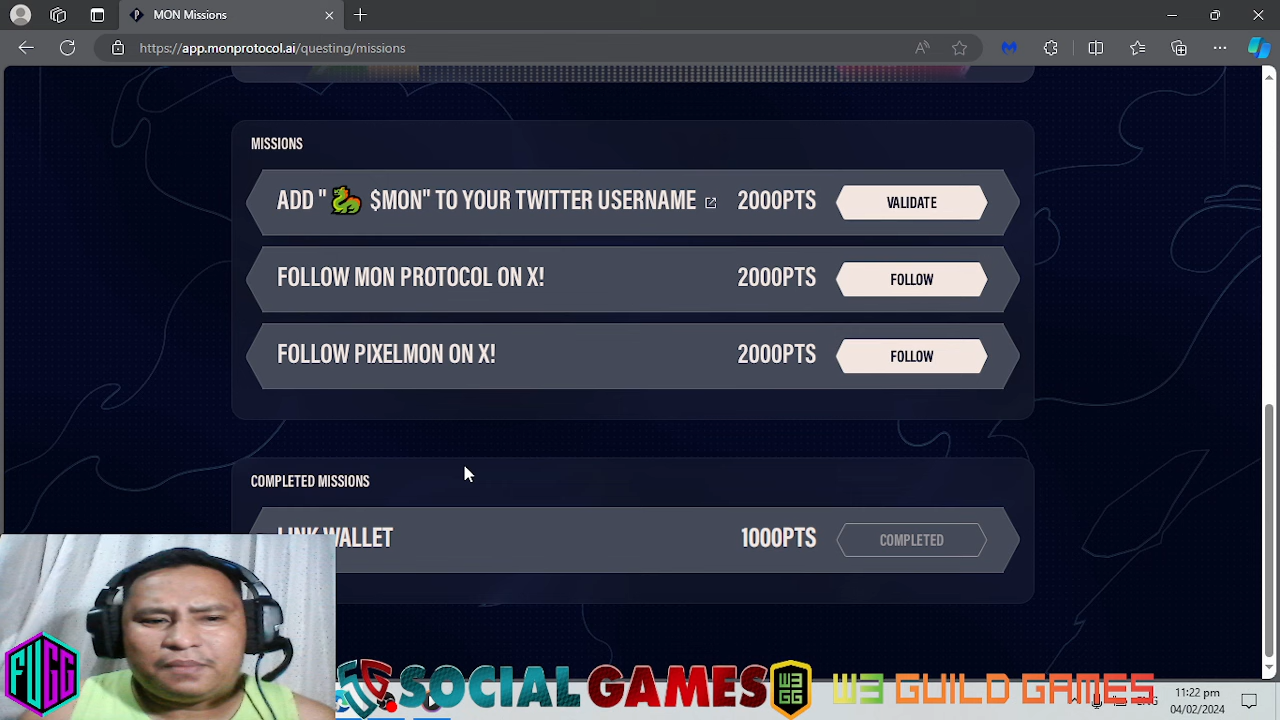 MON Missions
https://app.monprotocol.ai/questing/missions
MISSIONS
ADD "🐉 $MON" TO YOUR TWITTER USERNAME 2000PTS VALIDATE
FOLLOW MON PROTOCOL ON X! 2000PTS FOLLOW
FOLLOW PIXELMON ON X! 2000PTS FOLLOW
COMPLETED MISSIONS
LINK WALLET 1000PTS COMPLETED
FUGG
SOCIAL GAMES W3GG W3 GUILD GAMES
11:22 pm
04/02/2024